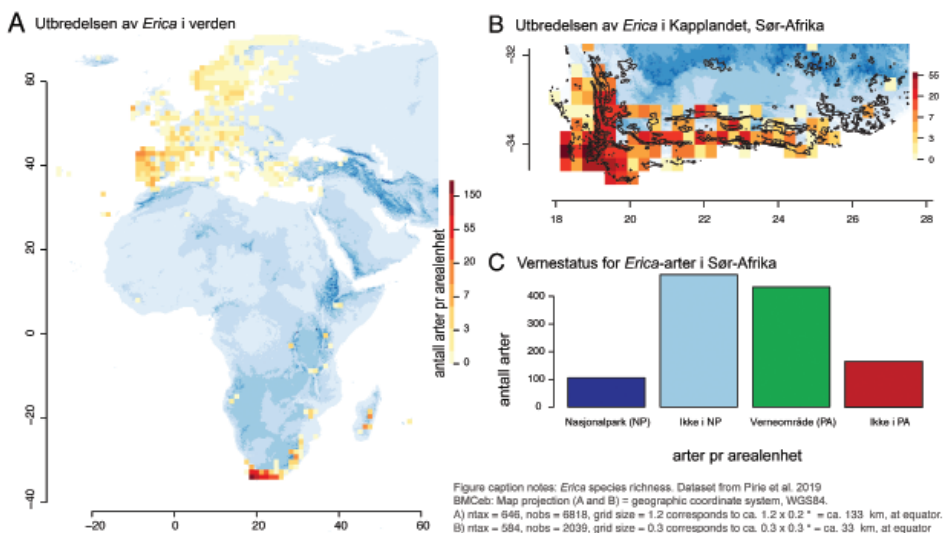 A Utbredelsen av Erica i verden
60
40
20
0
−20
−40
−20 0 20 40 60
antall arter pr arealenhet
150
55
20
7
3
0
B Utbredelsen av Erica i Kapplandet, Sør-Afrika
−32
−34
18 20 22 24 26 28
55
20
7
3
0
C Vernestatus for Erica-arter i Sør-Afrika
antall arter
400
300
200
100
0
Nasjonalpark (NP) Ikke i NP Verneområde (PA) Ikke i PA
arter pr arealenhet
Figure caption notes: Erica species richness. Dataset from Pirie et al. 2019
BMCeb: Map projection (A and B) = geographic coordinate system, WGS84.
A) ntax = 646, nobs = 6818, grid size = 1.2 corresponds to ca. 1.2 x 0.2 ° = ca. 133 km, at equator.
B) ntax = 584, nobs = 2039, grid size = 0.3 corresponds to ca. 0.3 x 0.3 ° = ca. 33 km, at equator